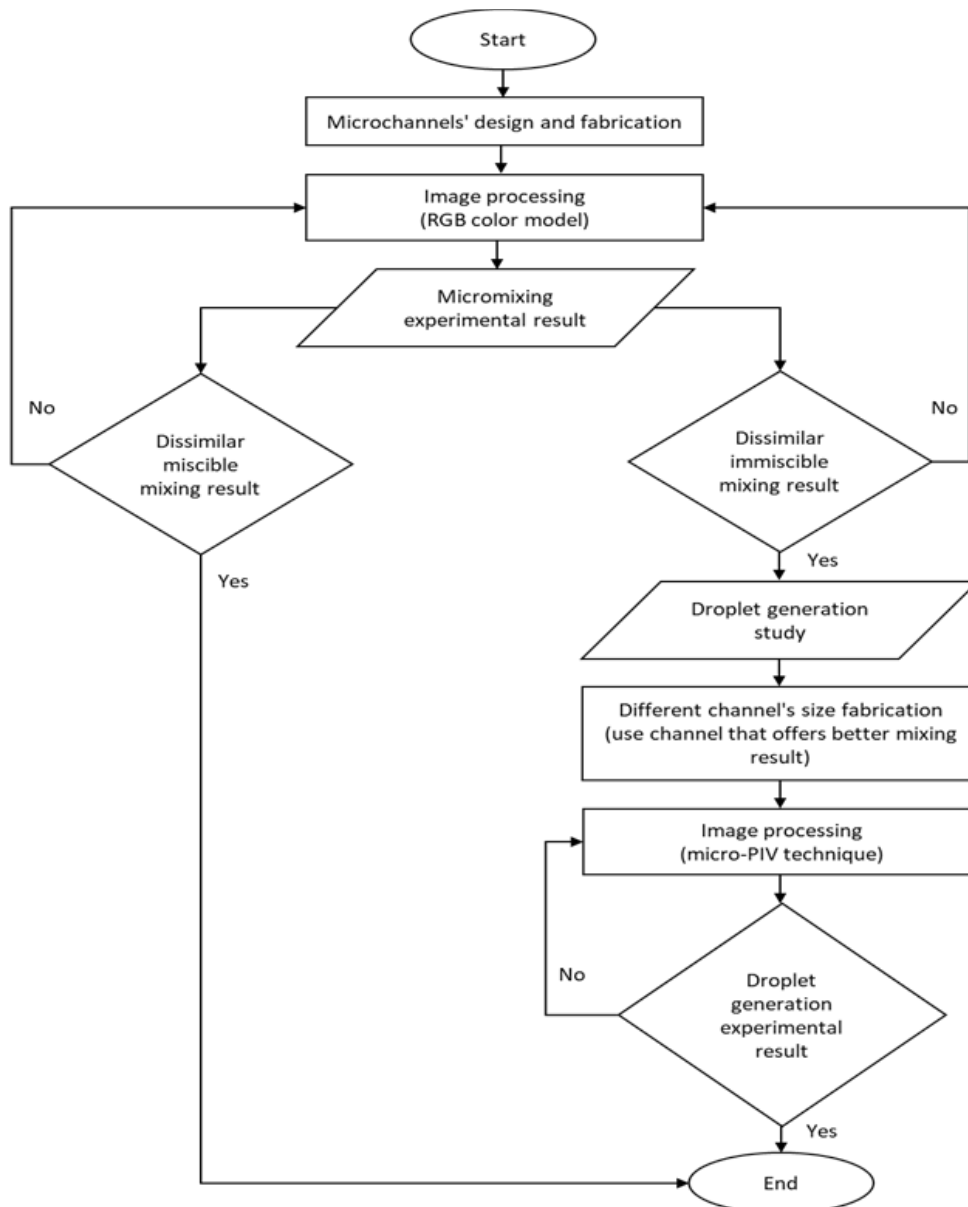 Start
Microchannels' design and fabrication
Image processing
(RGB color model)
Micromixing
experimental result
No
No
Dissimilar
miscible
mixing result
Dissimilar
immiscible
mixing result
Yes
Yes
Droplet generation
study
Different channel's size fabrication
(use channel that offers better mixing
result)
Image processing
(micro-PIV technique)
No
Droplet
generation
experimental
result
Yes
End